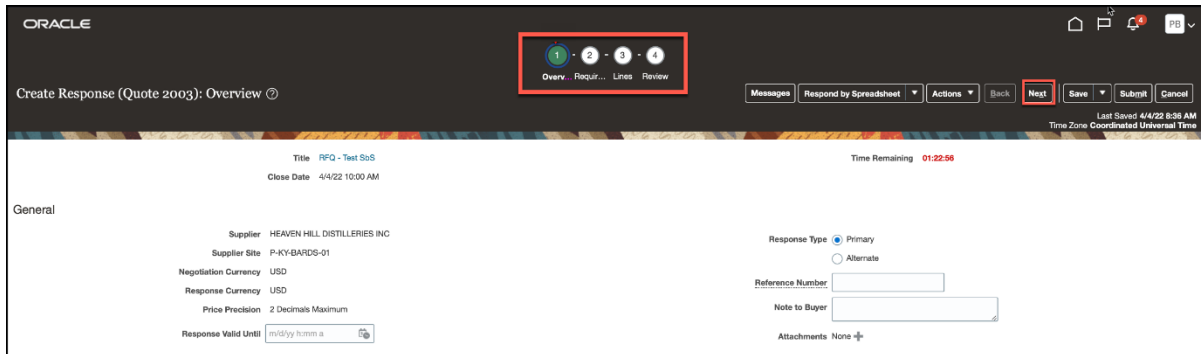 ORACLE
4
PB
1 2 3 4
Overv... Requir... Lines Review
Create Response (Quote 2003): Overview ?
Messages Respond by Spreadsheet Actions Back Next Save Submit Cancel
Last Saved 4/4/22 8:36 AM
Time Zone Coordinated Universal Time
Title RFQ - Test SbS
Time Remaining 01:22:56
Close Date 4/4/22 10:00 AM
General
Supplier HEAVEN HILL DISTILLERIES INC
Supplier Site P-KY-BARDS-01
Negotiation Currency USD
Response Currency USD
Price Precision 2 Decimals Maximum
Response Valid Until m/d/yy h:mm a
Response Type Primary
Alternate
Reference Number
Note to Buyer
Attachments None